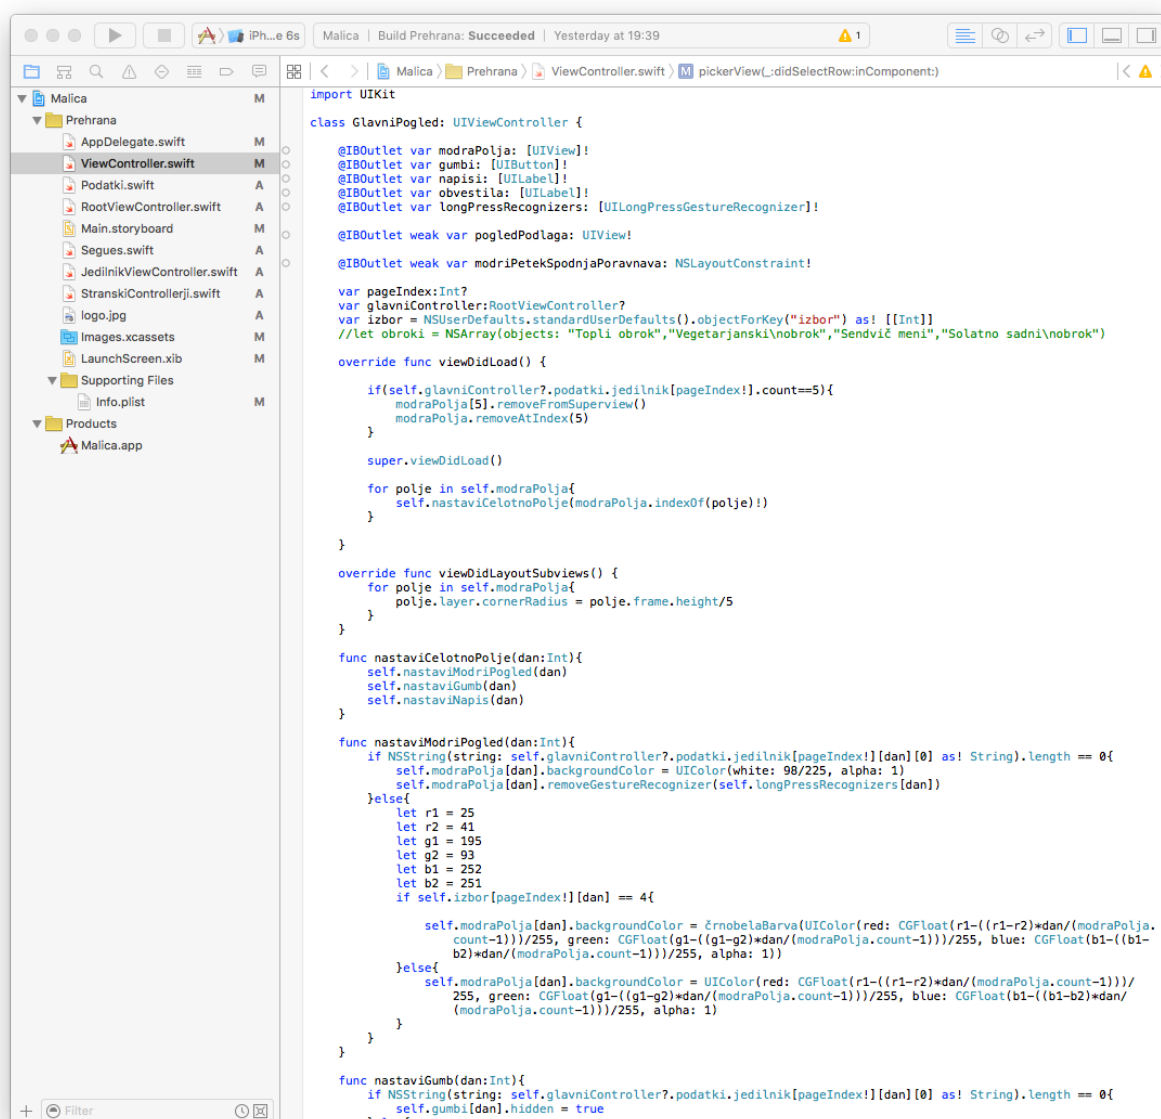 iPh...e 6s
Malica | Build Prehrana: Succeeded | Yesterday at 19:39
1
Malica
Prehrana
ViewController.swift
M
pickerView(_:didSelectRow:inComponent:)
Malica M
Prehrana
AppDelegate.swift M
ViewController.swift M
Podatki.swift A
RootViewController.swift A
Main.storyboard M
Segues.swift A
JedilnikViewController.swift A
StranskiControllerji.swift A
logo.jpg A
Images.xcassets M
LaunchScreen.xib M
Supporting Files
Info.plist M
Products
Malica.app
Filter
import UIKit
class GlavniPogled: UIViewController {
@IBOutlet var modraPolja: [UIView]!
@IBOutlet var gumbi: [UIButton]!
@IBOutlet var napisi: [UILabel]!
@IBOutlet var obvestila: [UILabel]!
@IBOutlet var longPressRecognizers: [UILongPressGestureRecognizer]!
@IBOutlet weak var pogledPodlaga: UIView!
@IBOutlet weak var modriPetekSpodnjaPoravnava: NSLayoutConstraint!
var pageIndex:Int?
var glavniController:RootViewController?
var izbor = NSUserDefaults.standardUserDefaults().objectForKey("izbor") as! [[Int]]
//let obroki = NSArray(objects: "Topli obrok","Vegetarjanski\nobrok","Sendvič meni","Solatno sadni\nobrok")
override func viewDidLoad() {
if(self.glavniController?.podatki.jedilnik[pageIndex!].count==5){
modraPolja[5].removeFromSuperview()
modraPolja.removeAtIndex(5)
}
super.viewDidLoad()
for polje in self.modraPolja{
self.nastaviCelotnoPolje(modraPolja.indexOf(polje)!)
}
}
override func viewDidLayoutSubviews() {
for polje in self.modraPolja{
polje.layer.cornerRadius = polje.frame.height/5
}
}
func nastaviCelotnoPolje(dan:Int){
self.nastaviModriPogled(dan)
self.nastaviGumb(dan)
self.nastaviNapis(dan)
}
func nastaviModriPogled(dan:Int){
if NSString(string: self.glavniController?.podatki.jedilnik[pageIndex!][dan][0] as! String).length == 0{
self.modraPolja[dan].backgroundColor = UIColor(white: 98/225, alpha: 1)
self.modraPolja[dan].removeGestureRecognizer(self.longPressRecognizers[dan])
}else{
let r1 = 25
let r2 = 41
let g1 = 195
let g2 = 93
let b1 = 252
let b2 = 251
if self.izbor[pageIndex!][dan] == 4{
self.modraPolja[dan].backgroundColor = črnobelaBarva(UIColor(red: CGFloat(r1-((r1-r2)*dan/(modraPolja.
count-1)))/255, green: CGFloat(g1-((g1-g2)*dan/(modraPolja.count-1)))/255, blue: CGFloat(b1-((b1-
b2)*dan/(modraPolja.count-1)))/255, alpha: 1))
}else{
self.modraPolja[dan].backgroundColor = UIColor(red: CGFloat(r1-((r1-r2)*dan/(modraPolja.count-1)))/
255, green: CGFloat(g1-((g1-g2)*dan/(modraPolja.count-1)))/255, blue: CGFloat(b1-((b1-b2)*dan/
(modraPolja.count-1)))/255, alpha: 1)
}
}
}
func nastaviGumb(dan:Int){
if NSString(string: self.glavniController?.podatki.jedilnik[pageIndex!][dan][0] as! String).length == 0{
self.gumbi[dan].hidden = true